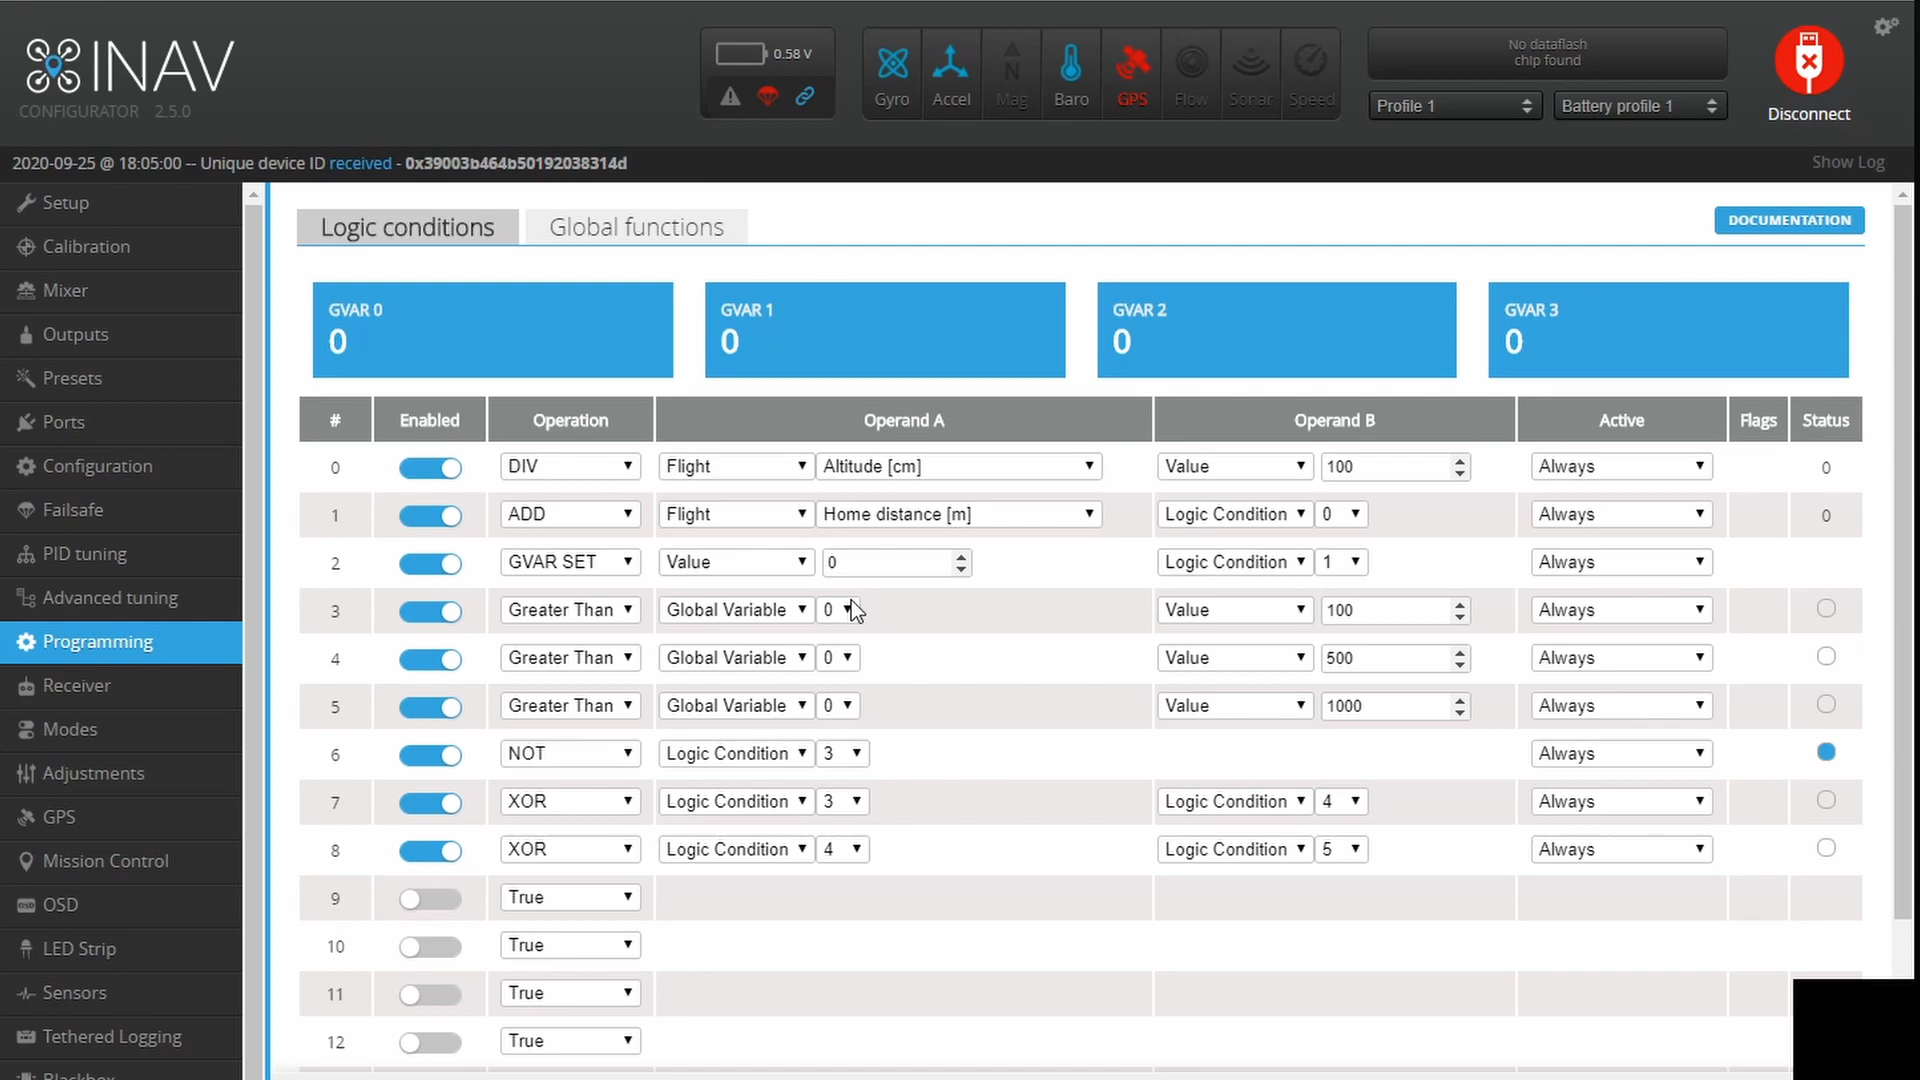 INAV
CONFIGURATOR 2.5.0
0.58 V
Gyro Accel Mag Baro GPS Flow Sonar Speed
No dataflash
chip found
Profile 1 Battery profile 1
Disconnect
2020-09-25 @ 18:05:00 -- Unique device ID received - 0x39003b464b50192038314d
Show Log
Setup
Calibration
Mixer
Outputs
Presets
Ports
Configuration
Failsafe
PID tuning
Advanced tuning
Programming
Receiver
Modes
Adjustments
GPS
Mission Control
OSD
LED Strip
Sensors
Tethered Logging
Blackbox
Logic conditions Global functions
DOCUMENTATION
GVAR 0
0
GVAR 1
0
GVAR 2
0
GVAR 3
0
# Enabled Operation Operand A Operand B Active Flags Status
0 DIV Flight Altitude [cm] Value 100 Always 0
1 ADD Flight Home distance [m] Logic Condition 0 Always 0
2 GVAR SET Value 0 Logic Condition 1 Always
3 Greater Than Global Variable 0 Value 100 Always
4 Greater Than Global Variable 0 Value 500 Always
5 Greater Than Global Variable 0 Value 1000 Always
6 NOT Logic Condition 3 Always
7 XOR Logic Condition 3 Logic Condition 4 Always
8 XOR Logic Condition 4 Logic Condition 5 Always
9 True
10 True
11 True
12 True